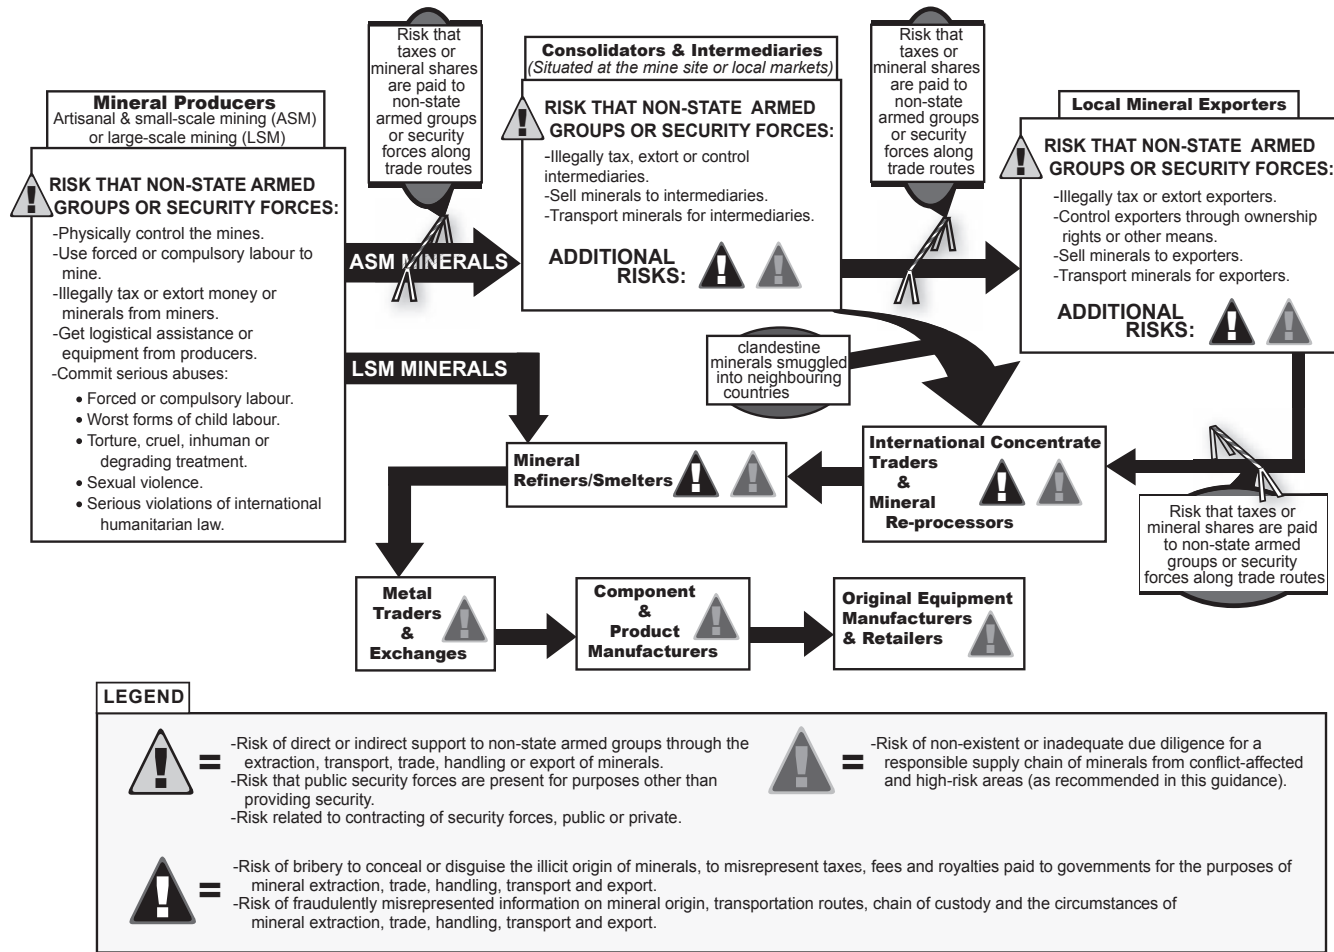 Risk that
taxes or
mineral shares
are paid to
non-state
armed groups
or security
forces along
trade routes
Risk that
taxes or
mineral shares
are paid to
non-state
armed groups
or security
forces along
trade routes
Consolidators & Intermediaries
(Situated at the mine site or local markets)
RISK THAT NON-STATE ARMED
GROUPS OR SECURITY FORCES:
-Illegally tax, extort or control
intermediaries.
-Sell minerals to intermediaries.
-Transport minerals for intermediaries.
ADDITIONAL
RISKS:
Mineral Producers
Artisanal & small-scale mining (ASM)
or large-scale mining (LSM)
RISK THAT NON-STATE ARMED
GROUPS OR SECURITY FORCES:
-Physically control the mines.
-Use forced or compulsory labour to
mine.
-Illegally tax or extort money or
minerals from miners.
-Get logistical assistance or
equipment from producers.
-Commit serious abuses:
• Forced or compulsory labour.
• Worst forms of child labour.
• Torture, cruel, inhuman or
degrading treatment.
• Sexual violence.
• Serious violations of international
humanitarian law.
Local Mineral Exporters
RISK THAT NON-STATE ARMED
GROUPS OR SECURITY FORCES:
-Illegally tax or extort exporters.
-Control exporters through ownership
rights or other means.
-Sell minerals to exporters.
-Transport minerals for exporters.
ADDITIONAL
RISKS:
ASM MINERALS
LSM MINERALS
clandestine
minerals smuggled
into neighbouring
countries
Mineral
Refiners/Smelters
International Concentrate
Traders
&
Mineral
Re-processors
Risk that taxes or
mineral shares are paid
to non-state armed
groups or security
forces along trade routes
Metal
Traders
&
Exchanges
Component
&
Product
Manufacturers
Original Equipment
Manufacturers
& Retailers
LEGEND
=
-Risk of direct or indirect support to non-state armed groups through the
extraction, transport, trade, handling or export of minerals.
-Risk that public security forces are present for purposes other than
providing security.
-Risk related to contracting of security forces, public or private.
=
-Risk of non-existent or inadequate due diligence for a
responsible supply chain of minerals from conflict-affected
and high-risk areas (as recommended in this guidance).
=
-Risk of bribery to conceal or disguise the illicit origin of minerals, to misrepresent taxes, fees and royalties paid to governments for the purposes of
mineral extraction, trade, handling, transport and export.
-Risk of fraudulently misrepresented information on mineral origin, transportation routes, chain of custody and the circumstances of
mineral extraction, trade, handling, transport and export.